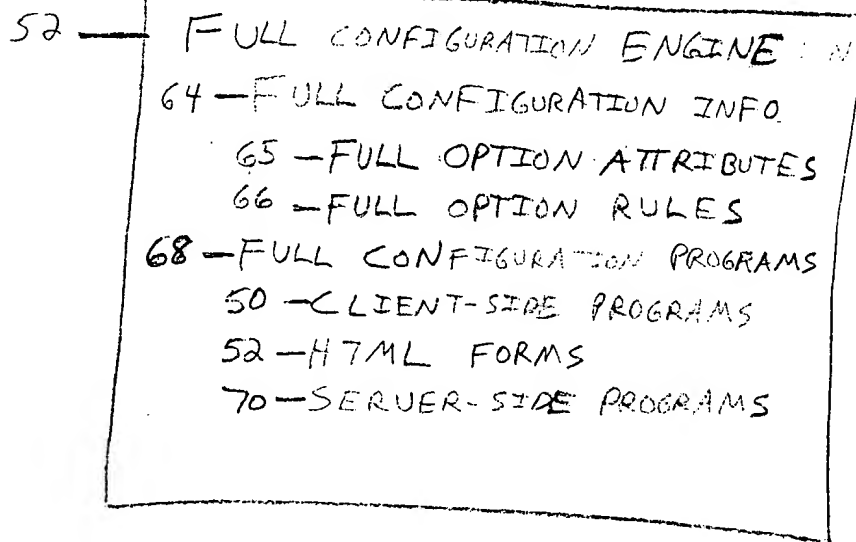 52 — FULL CONFIGURATION ENGINE : N
64 — FULL CONFIGURATION INFO
65 — FULL OPTION ATTRIBUTES
66 — FULL OPTION RULES
68 — FULL CONFIGURATION PROGRAMS
50 — CLIENT-SIDE PROGRAMS
52 — HTML FORMS
70 — SERVER-SIDE PROGRAMS